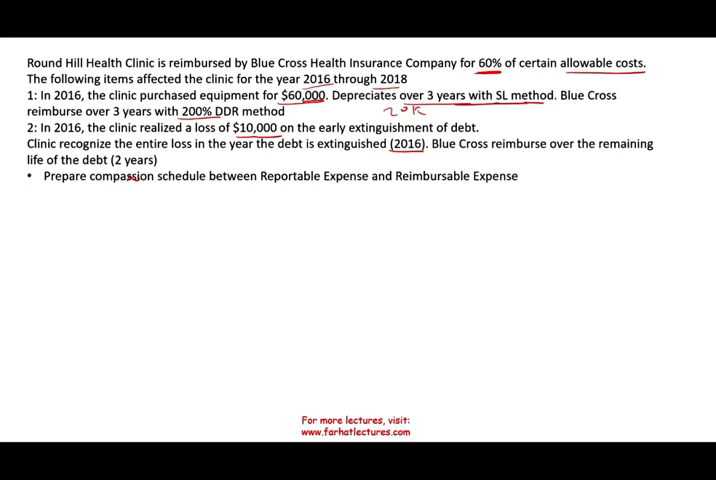 Round Hill Health Clinic is reimbursed by Blue Cross Health Insurance Company for 60% of certain allowable costs.
The following items affected the clinic for the year 2016 through 2018
1: In 2016, the clinic purchased equipment for $60,000. Depreciates over 3 years with SL method. Blue Cross
reimburse over 3 years with 200% DDR method
20K
2: In 2016, the clinic realized a loss of $10,000 on the early extinguishment of debt.
Clinic recognize the entire loss in the year the debt is extinguished (2016). Blue Cross reimburse over the remaining
life of the debt (2 years)
• Prepare compassion schedule between Reportable Expense and Reimbursable Expense
For more lectures, visit:
www.farhatlectures.com